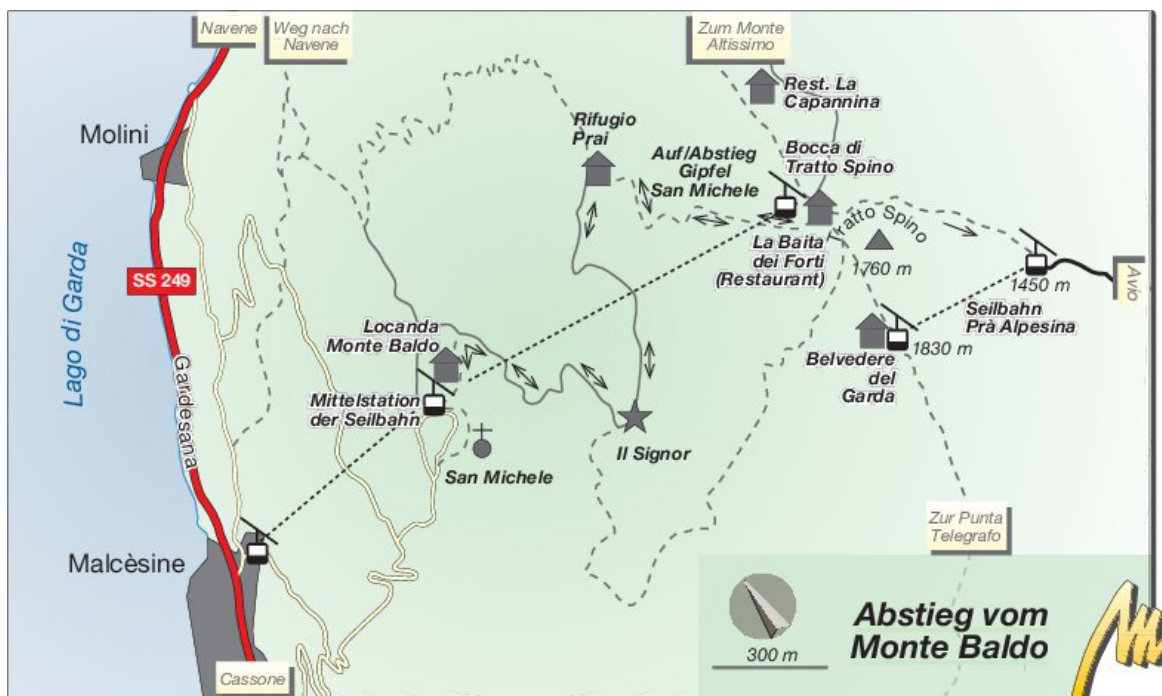 Navene
Weg nach
Navene
Zum Monte
Altissimo
Rest. La
Capannina
Molini
Rifugio
Prai
Auf/Abstieg
Gipfel
San Michele
Bocca di
Tratto Spino
Tratto Spino
La Baita
dei Forti
(Restaurant)
1760 m
1450 m
Avio
SS 249
Lago di Garda
Seilbahn
Prà Alpesina
Locanda
Monte Baldo
1830 m
Belvedere
del
Garda
Gardesana
Mittelstation
der Seilbahn
San Michele
Il Signor
Zur Punta
Telegrafo
Malcèsine
Abstieg vom
Monte Baldo
300 m
Cassone